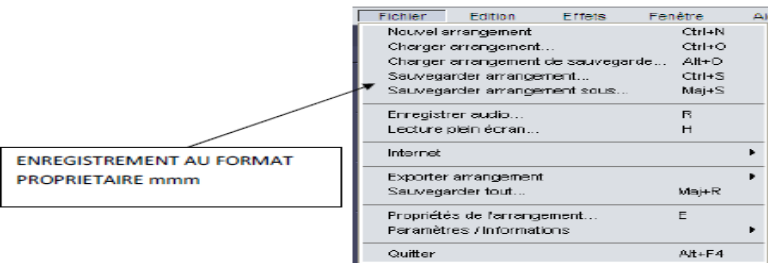 Fichier Edition Effets Fenêtre Ai
Nouvel arrangement Ctrl+N
Charger arrangement... Ctrl+O
Charger arrangement de sauvegarde... Alt+O
Sauvegarder arrangement... Ctrl+S
Sauvegarder arrangement sous... Maj+S
Enregistrer audio... R
Lecture plein écran... H
Internet
ENREGISTREMENT AU FORMAT
PROPRIETAIRE mmm
Exporter arrangement
Sauvegarder tout... Maj+R
Propriétés de l'arrangement... E
Paramètres / Informations
Quitter Alt+F4